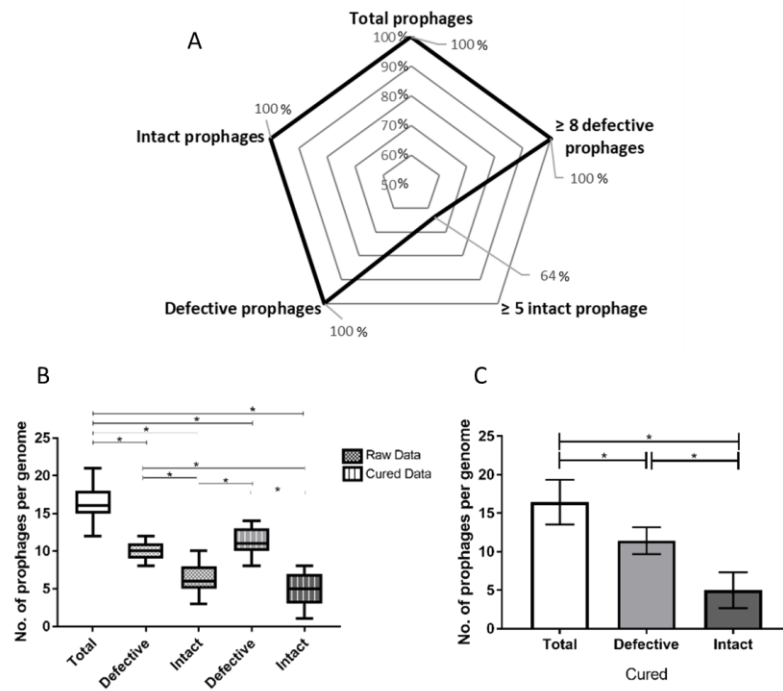 A
Total prophages
100%
100 %
90%
80%
70%
60%
50%
100 %
Intact prophages
≥ 8 defective
prophages
100 %
64 %
Defective prophages
100 %
≥ 5 intact prophage
B
*
*
*
*
*
*
*
*
No. of prophages per genome
25
20
15
10
5
0
Total
Defective
Intact
Defective
Intact
Raw Data
Cured Data
C
*
*
*
No. of prophages per genome
25
20
15
10
5
0
Total Defective Intact
Cured